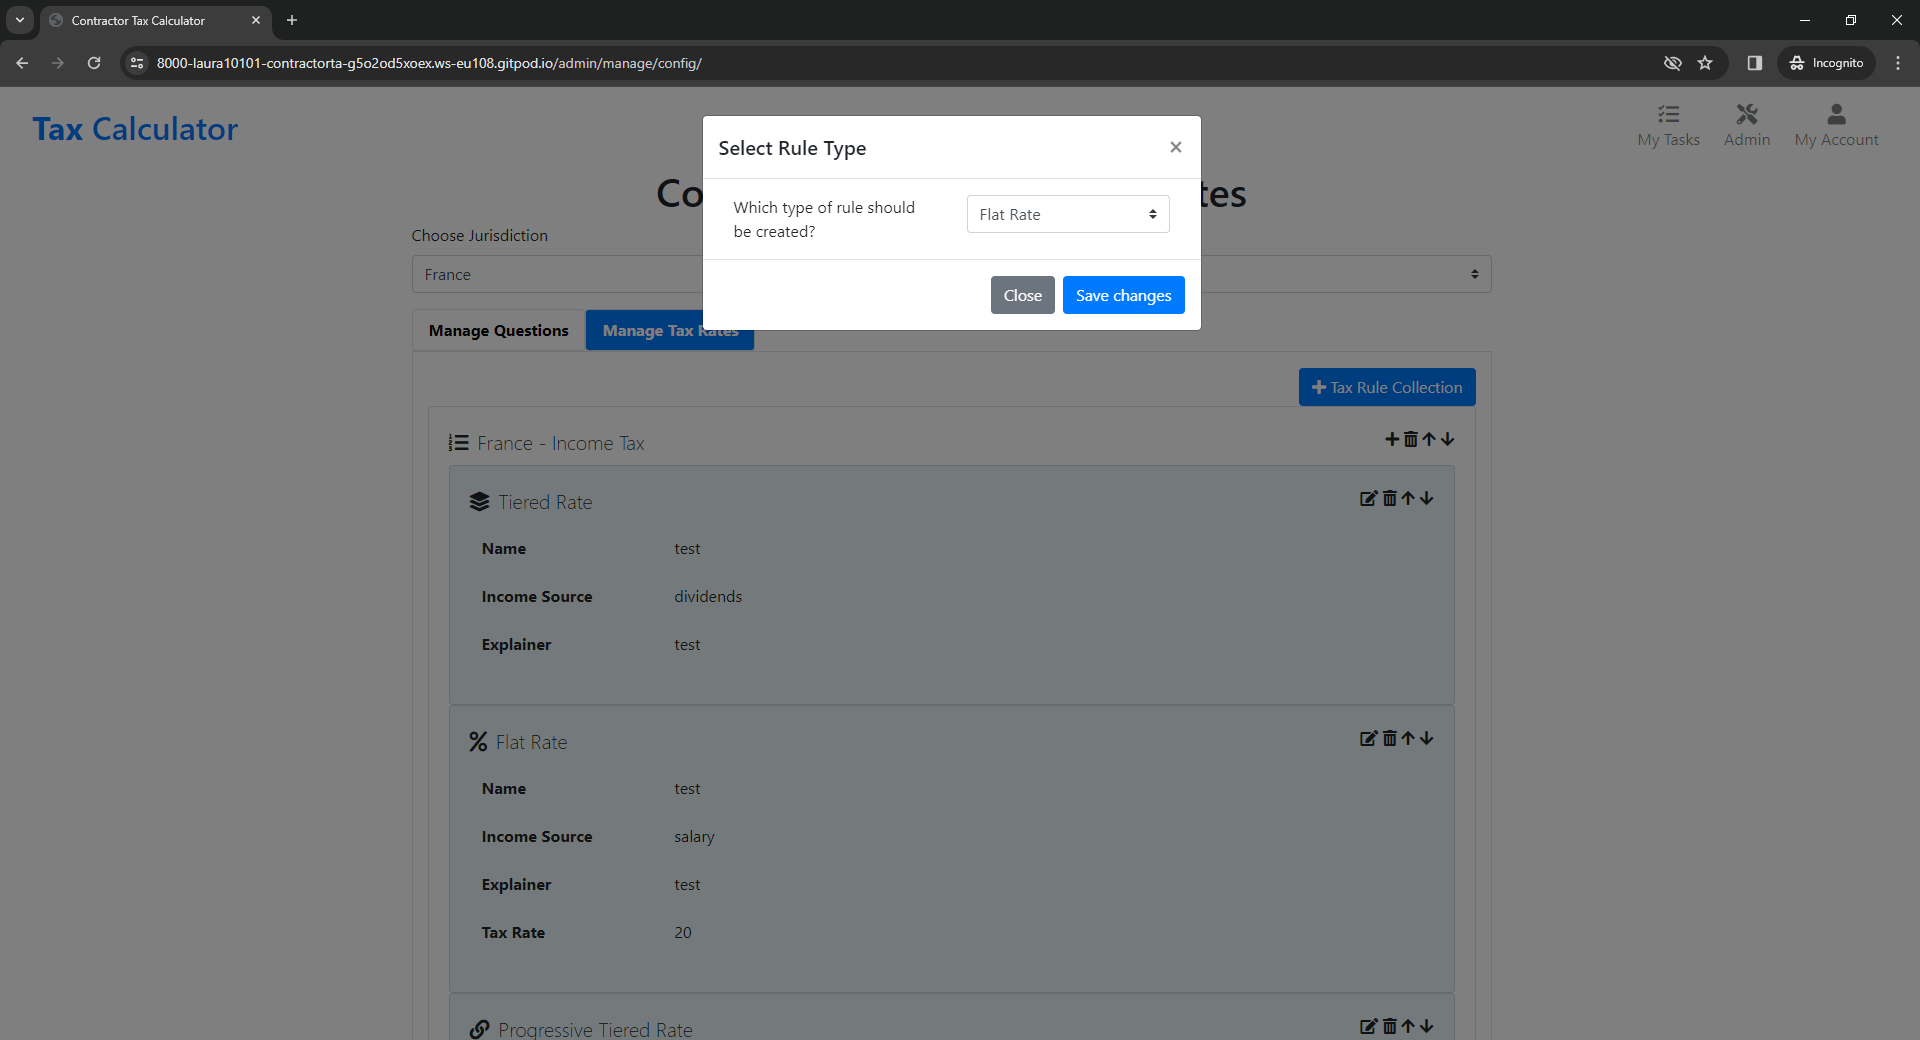 Contractor Tax Calculator
8000-laura10101-contractorta-g5o2od5xoex.ws-eu108.gitpod.io/admin/manage/config/
Incognito
Tax Calculator
My Tasks
Admin
My Account
Select Rule Type
×
Co
tes
Which type of rule should
be created?
Flat Rate
Close
Save changes
Choose Jurisdiction
France
Manage Questions
Manage Tax Rates
Tax Rule Collection
France - Income Tax
Tiered Rate
Name test
Income Source dividends
Explainer test
Flat Rate
Name test
Income Source salary
Explainer test
Tax Rate 20
Progressive Tiered Rate